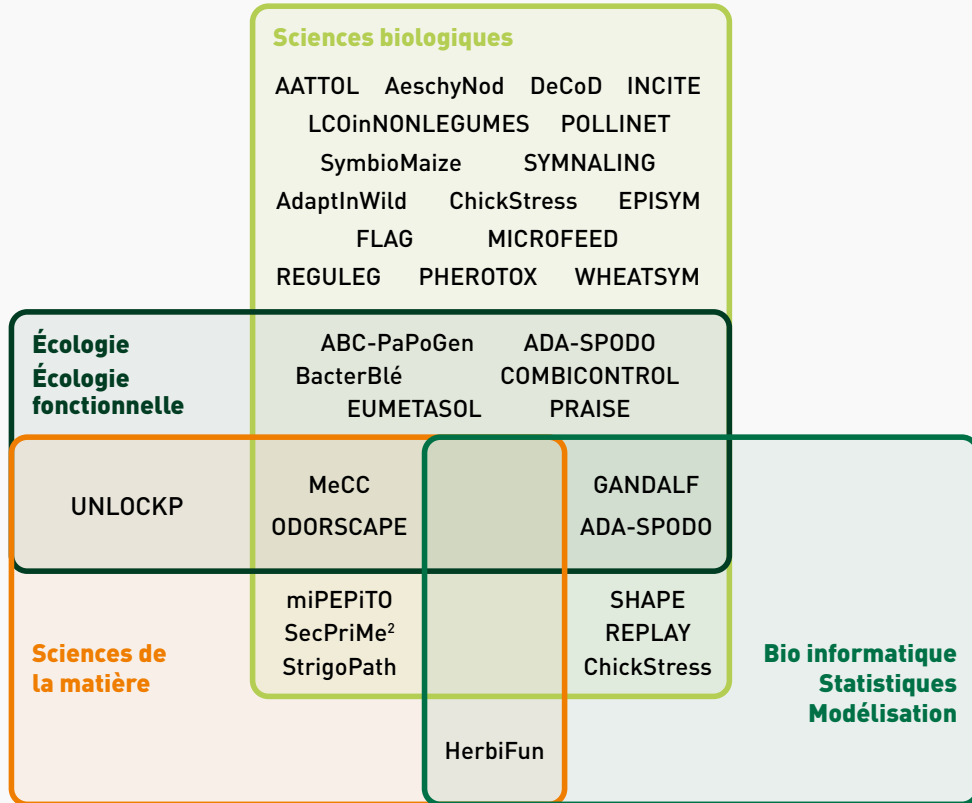 Sciences biologiques
AATTOL AeschyNod DeCoD INCITE
LCOinNONLEGUMES POLLINET
SymbioMaize SYMNALING
AdaptInWild ChickStress EPISYM
FLAG MICROFEED
REGULEG PHEROTOX WHEATSYM
Écologie
Écologie
fonctionnelle
ABC-PaPoGen ADA-SPODO
BacterBlé COMBICONTROL
EUMETASOL PRAISE
UNLOCKP
MeCC
ODORSCAPE
GANDALF
ADA-SPODO
miPEPiTO
SecPriMe²
StrigoPath
SHAPE
REPLAY
ChickStress
Sciences de
la matière
Bio informatique
Statistiques
Modélisation
HerbiFun